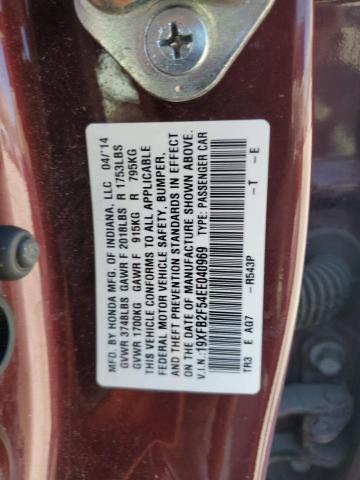 MFD. BY HONDA MFG. OF INDIANA, LLC 04/14
GVWR 3748LBS GAWR F 2018LBS R 1753LBS
GVWR 1700KG GAWR F 915KG R 795KG
THIS VEHICLE CONFORMS TO ALL APPLICABLE
FEDERAL MOTOR VEHICLE SAFETY, BUMPER,
AND THEFT PREVENTION STANDARDS IN EFFECT
ON THE DATE OF MANUFACTURE SHOWN ABOVE.
V.I.N.:19XFB2F54EE040969 TYPE: PASSENGER CAR
TR3 E AG7 -R543P -T -E